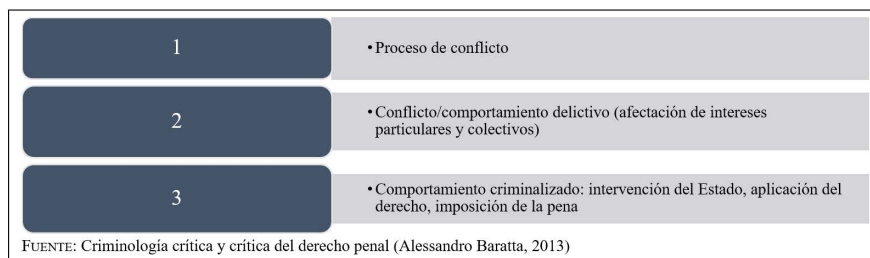 1
• Proceso de conflicto
2
• Conflicto/comportamiento delictivo (afectación de intereses
particulares y colectivos)
3
• Comportamiento criminalizado: intervención del Estado, aplicación del
derecho, imposición de la pena
FUENTE: Criminología crítica y crítica del derecho penal (Alessandro Baratta, 2013)